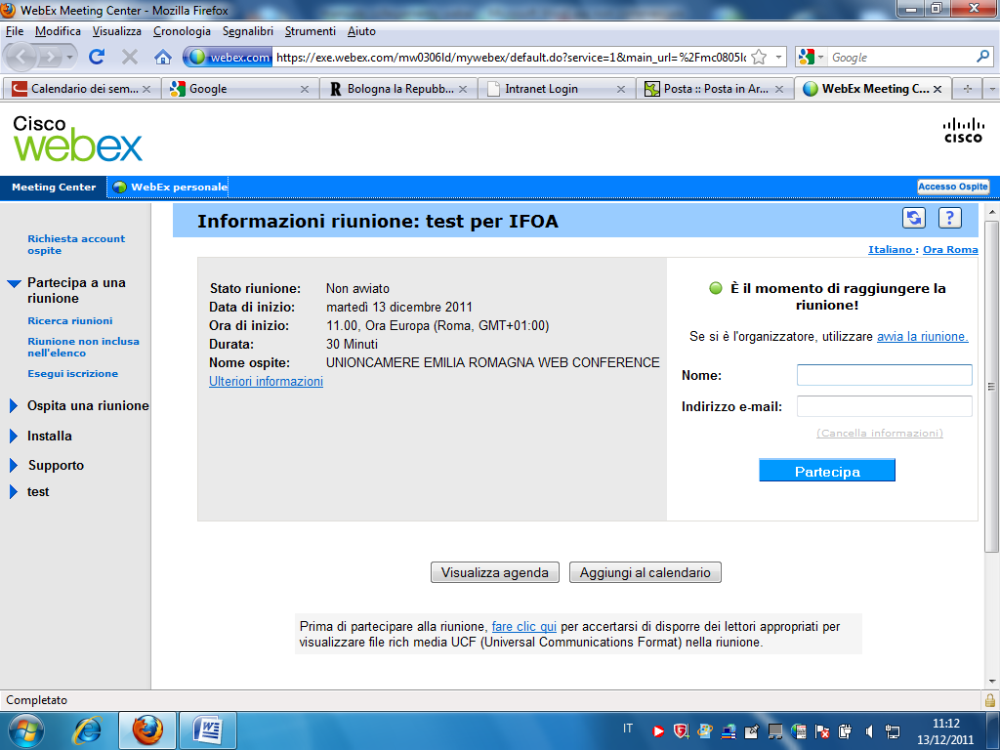 WebEx Meeting Center - Mozilla Firefox
File Modifica Visualizza Cronologia Segnalibri Strumenti Aiuto
webex.com https://exe.webex.com/mw0306ld/mywebex/default.do?service=1&main_url=%2Fmc0805lc Google
Calendario dei sem... Google Bologna la Repubb... Intranet Login Posta :: Posta in Ar... WebEx Meeting C...
Cisco
webex
CISCO
Meeting Center WebEx personale Accesso Ospite
Informazioni riunione: test per IFOA
?
Italiano : Ora Roma
Richiesta account
ospite
Partecipa a una
riunione
Ricerca riunioni
Riunione non inclusa
nell'elenco
Esegui iscrizione
Ospita una riunione
Installa
Supporto
test
Stato riunione: Non avviato
Data di inizio: martedì 13 dicembre 2011
Ora di inizio: 11.00, Ora Europa (Roma, GMT+01:00)
Durata: 30 Minuti
Nome ospite: UNIONCAMERE EMILIA ROMAGNA WEB CONFERENCE
Ulteriori informazioni
È il momento di raggiungere la
riunione!
Se si è l'organizzatore, utilizzare avvia la riunione.
Nome:
Indirizzo e-mail:
(Cancella informazioni)
Partecipa
Visualizza agenda Aggiungi al calendario
Prima di partecipare alla riunione, fare clic qui per accertarsi di disporre dei lettori appropriati per
visualizzare file rich media UCF (Universal Communications Format) nella riunione.
Completato
IT 11:12
13/12/2011